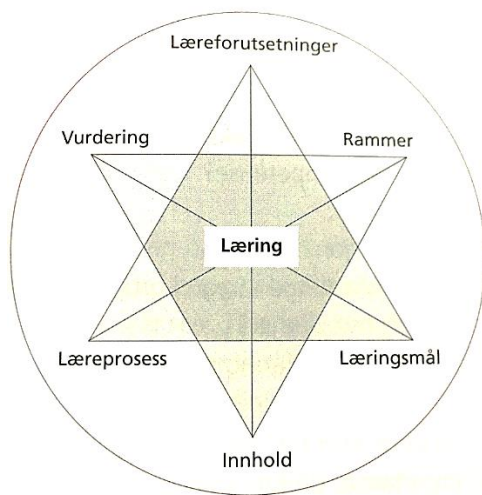 Læreforutsetninger
Vurdering
Rammer
Læring
Læreprosess
Læringsmål
Innhold